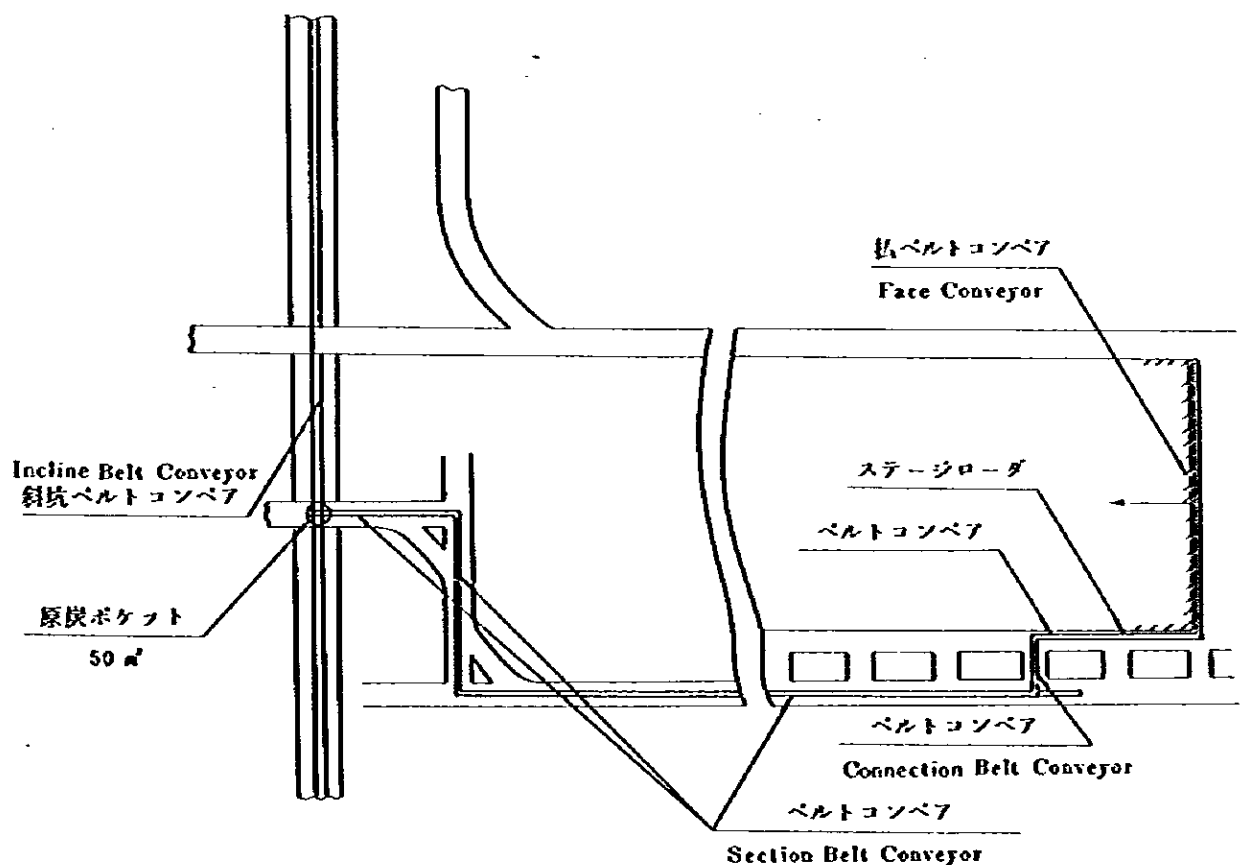 払ベルトコンベア
Face Conveyor
Incline Belt Conveyor
斜坑ベルトコンベア
ステージローダ
ベルトコンベア
原炭ポケット
50 ㎥
ベルトコンベア
Connection Belt Conveyor
ベルトコンベア
Section Belt Conveyor